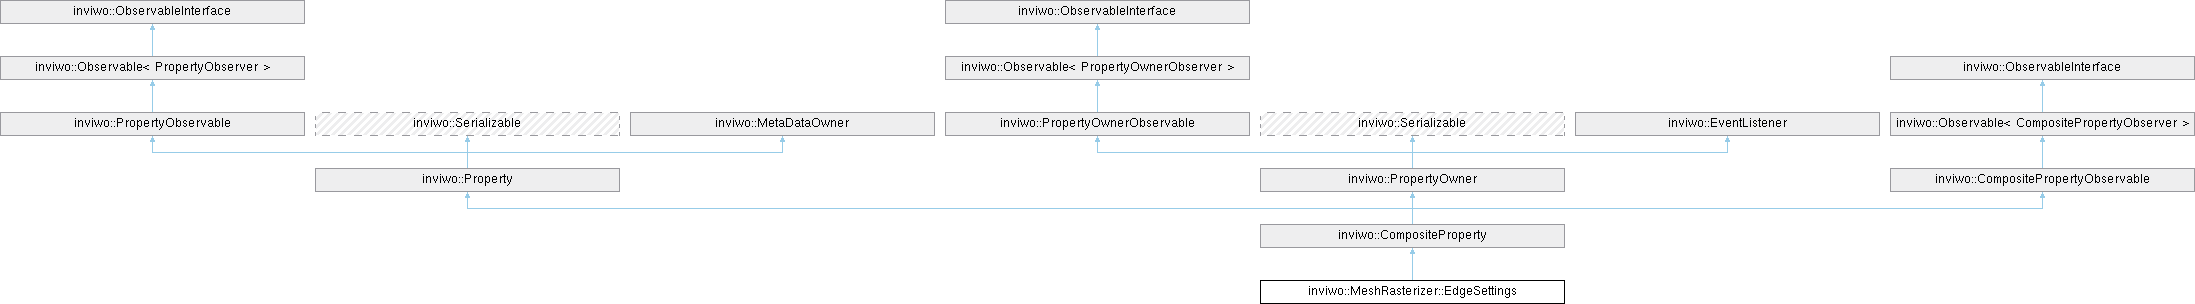 inviwo::ObservableInterface
inviwo::ObservableInterface
inviwo::Observable< PropertyObserver >
inviwo::Observable< PropertyOwnerObserver >
inviwo::ObservableInterface
inviwo::PropertyObservable
inviwo::Serializable
inviwo::MetaDataOwner
inviwo::PropertyOwnerObservable
inviwo::Serializable
inviwo::EventListener
inviwo::Observable< CompositePropertyObserver >
inviwo::Property
inviwo::PropertyOwner
inviwo::CompositePropertyObservable
inviwo::CompositeProperty
inviwo::MeshRasterizer::EdgeSettings